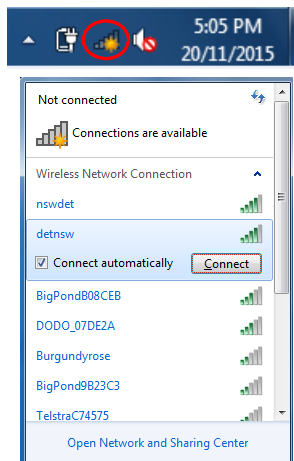 5:05 PM
20/11/2015
Not connected
Connections are available
Wireless Network Connection
nswdet
detnsw
Connect automatically
Connect
BigPondB08CEB
DODO_07DE2A
Burgundyrose
BigPond9B23C3
TelstraC74575
Open Network and Sharing Center